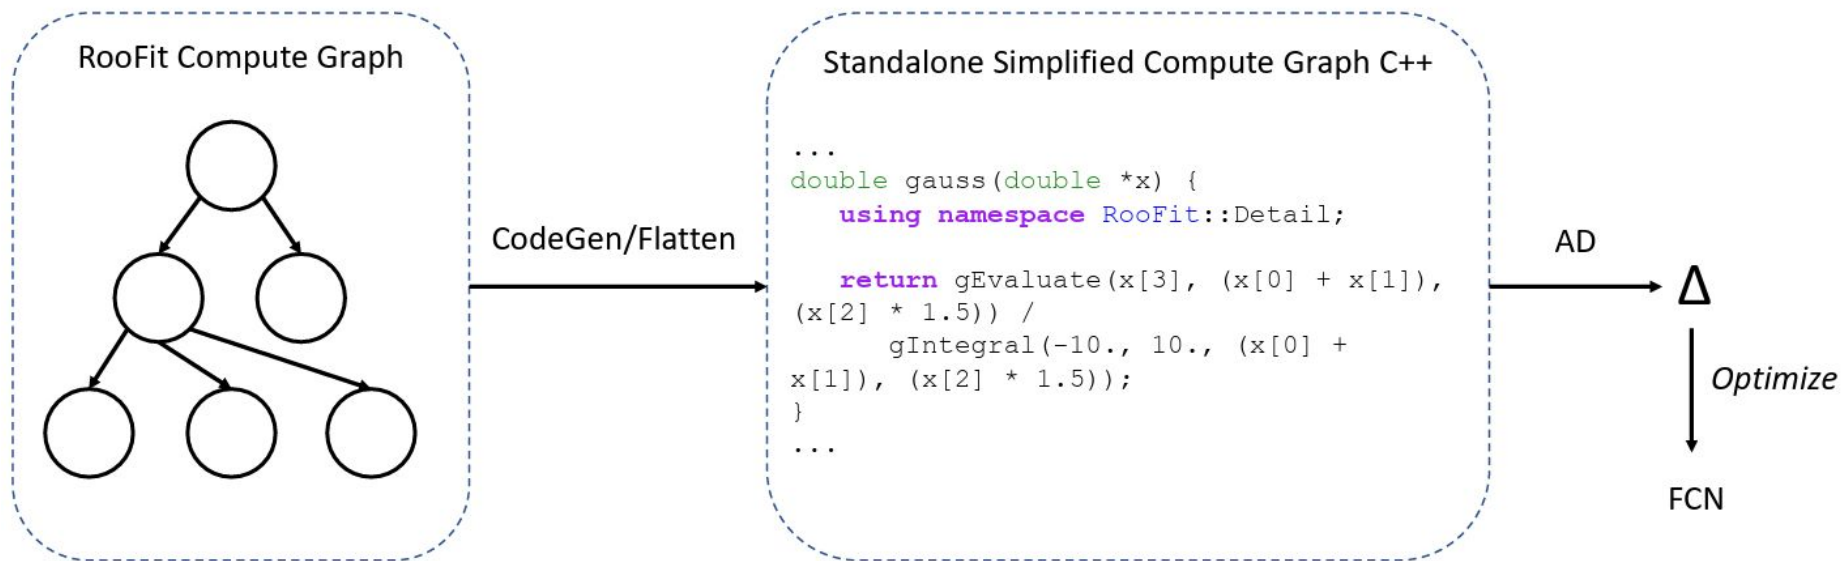 RooFit Compute Graph
CodeGen/Flatten
Standalone Simplified Compute Graph C++
...
double gauss(double *x) {
   using namespace RooFit::Detail;
   return gEvaluate(x[3], (x[0] + x[1]),
(x[2] * 1.5)) /
      gIntegral(-10., 10., (x[0] +
x[1]), (x[2] * 1.5));
}
...
AD
Δ
Optimize
FCN